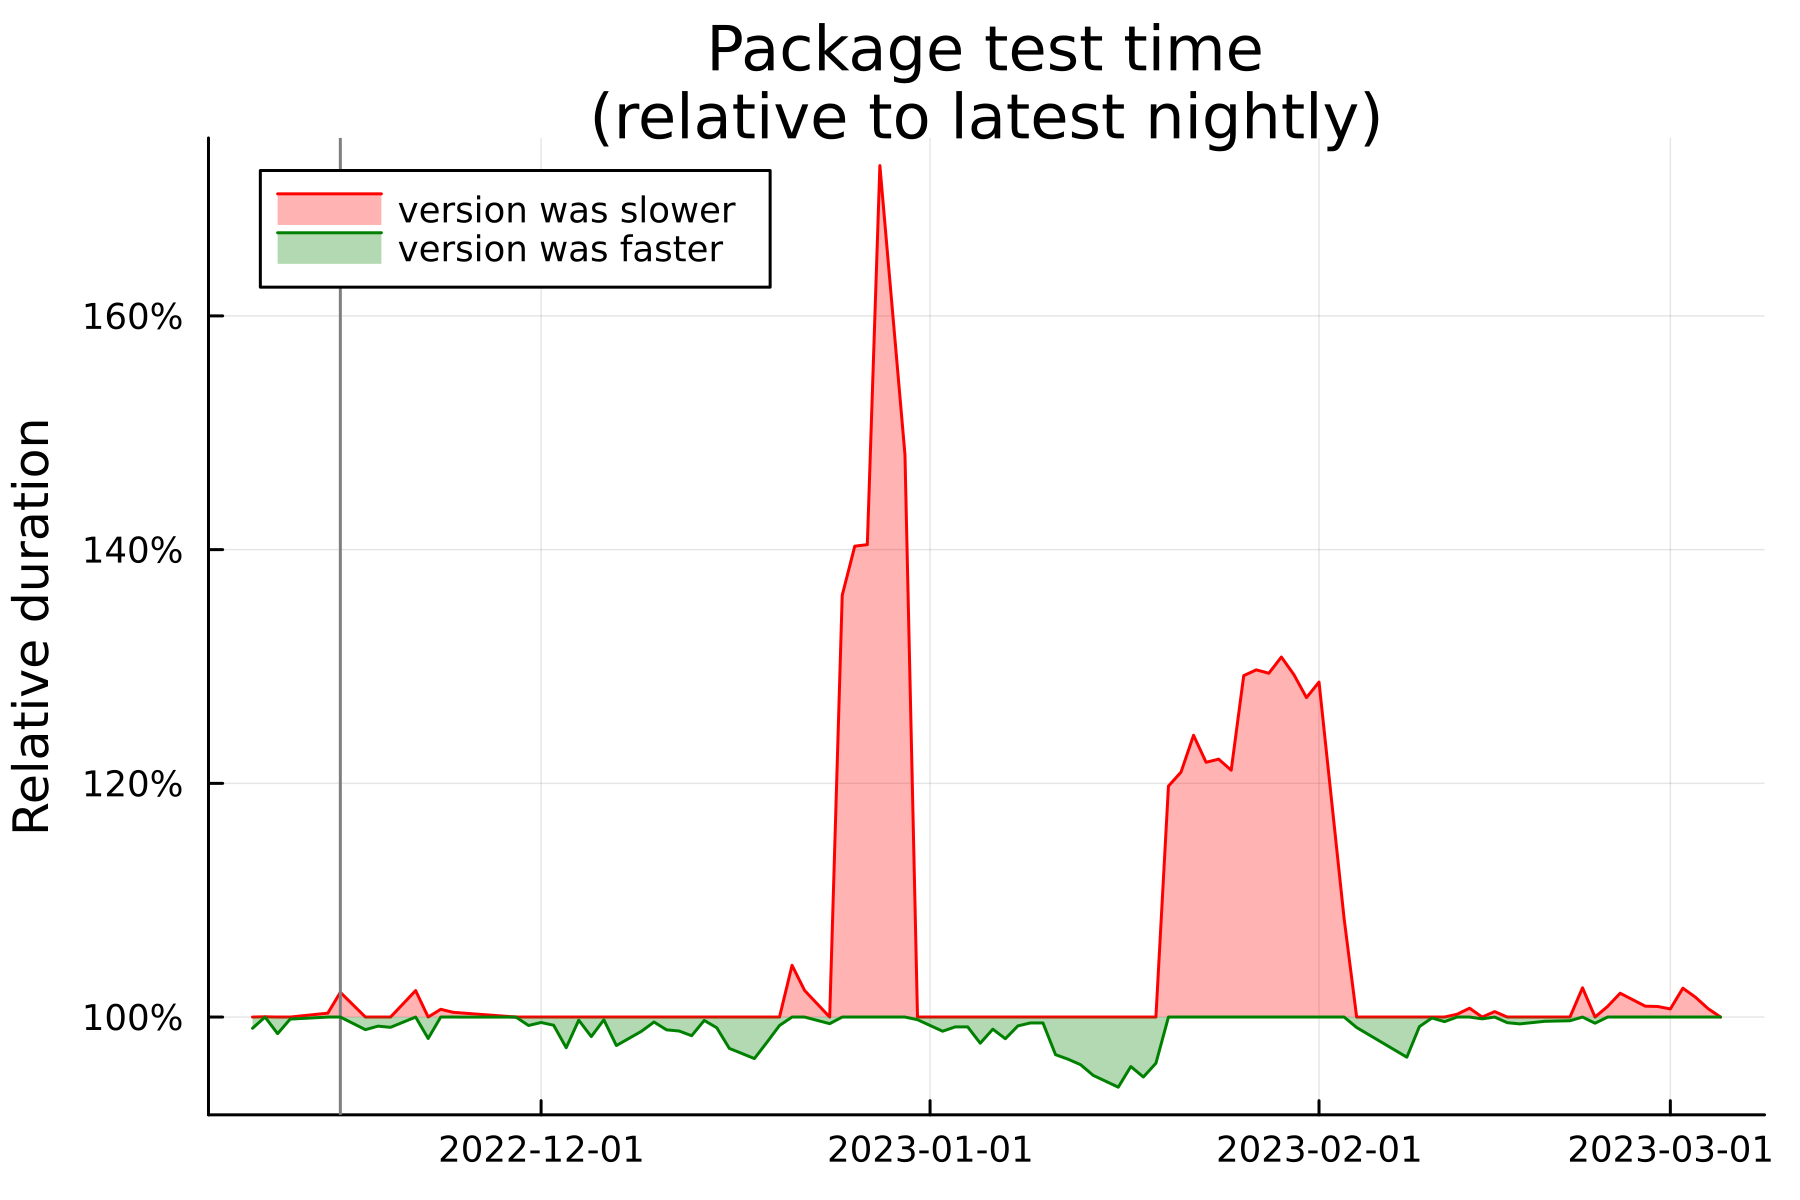 Package test time
(relative to latest nightly)
version was slower
version was faster
160%
140%
120%
100%
Relative duration
2022-12-01
2023-01-01
2023-02-01
2023-03-01